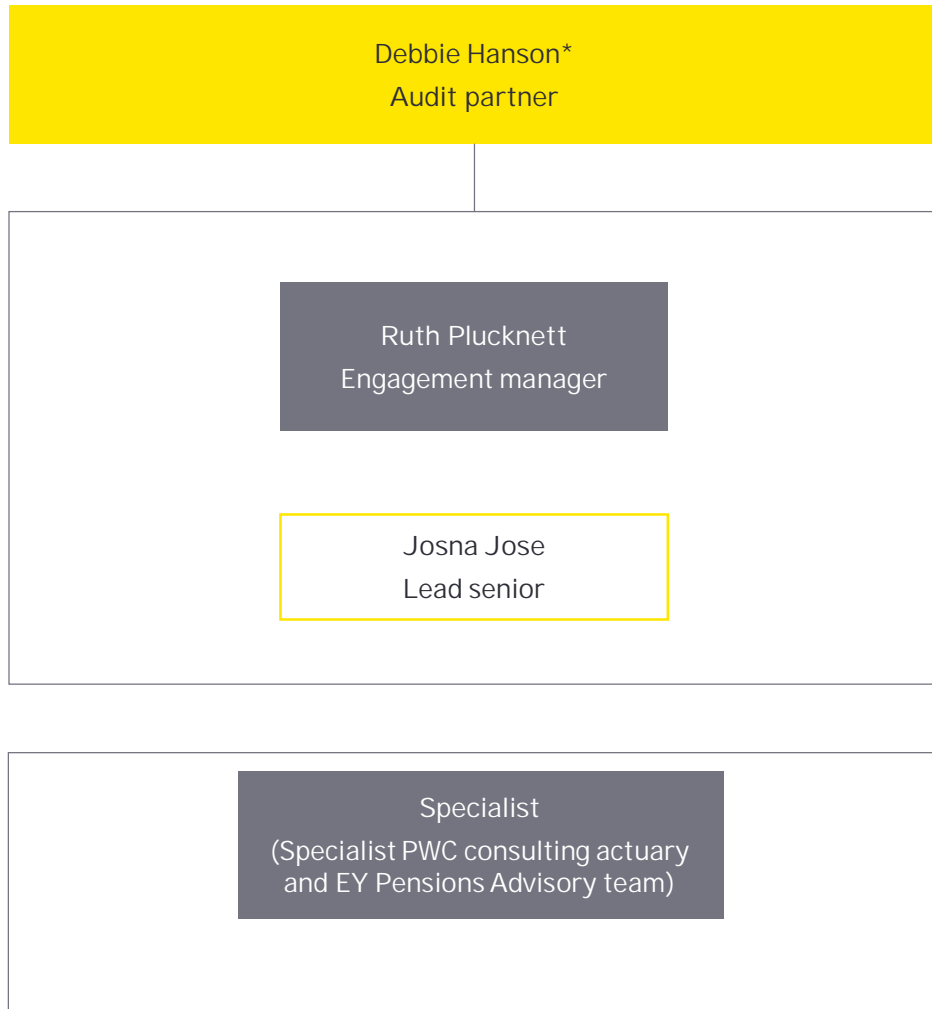 Debbie Hanson*
Audit partner
Ruth Plucknett
Engagement manager
Josna Jose
Lead senior
Specialist
(Specialist PWC consulting actuary
and EY Pensions Advisory team)